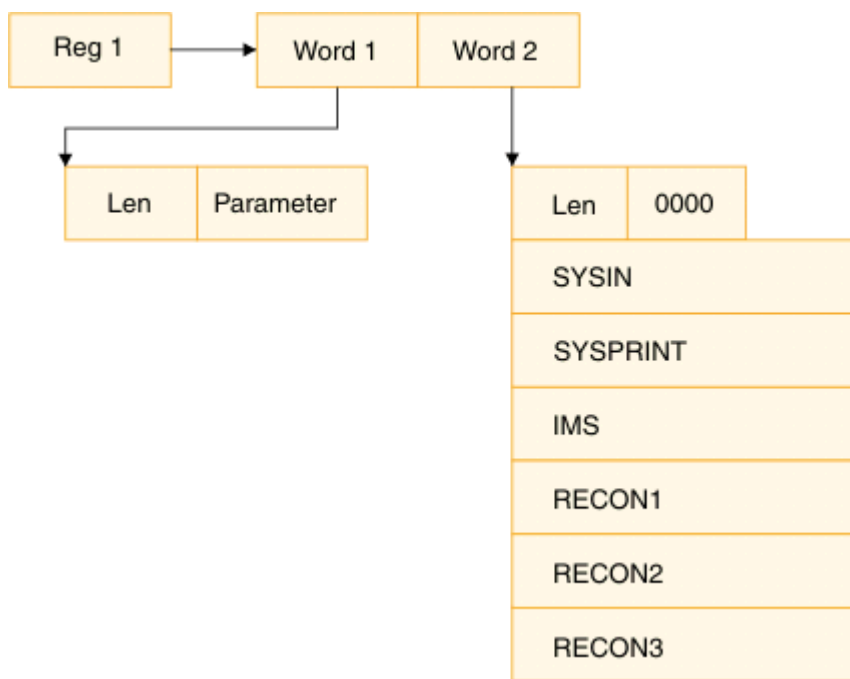 Reg 1
Word 1
Word 2
Len
Parameter
Len
0000
SYSIN
SYSPRINT
IMS
RECON1
RECON2
RECON3